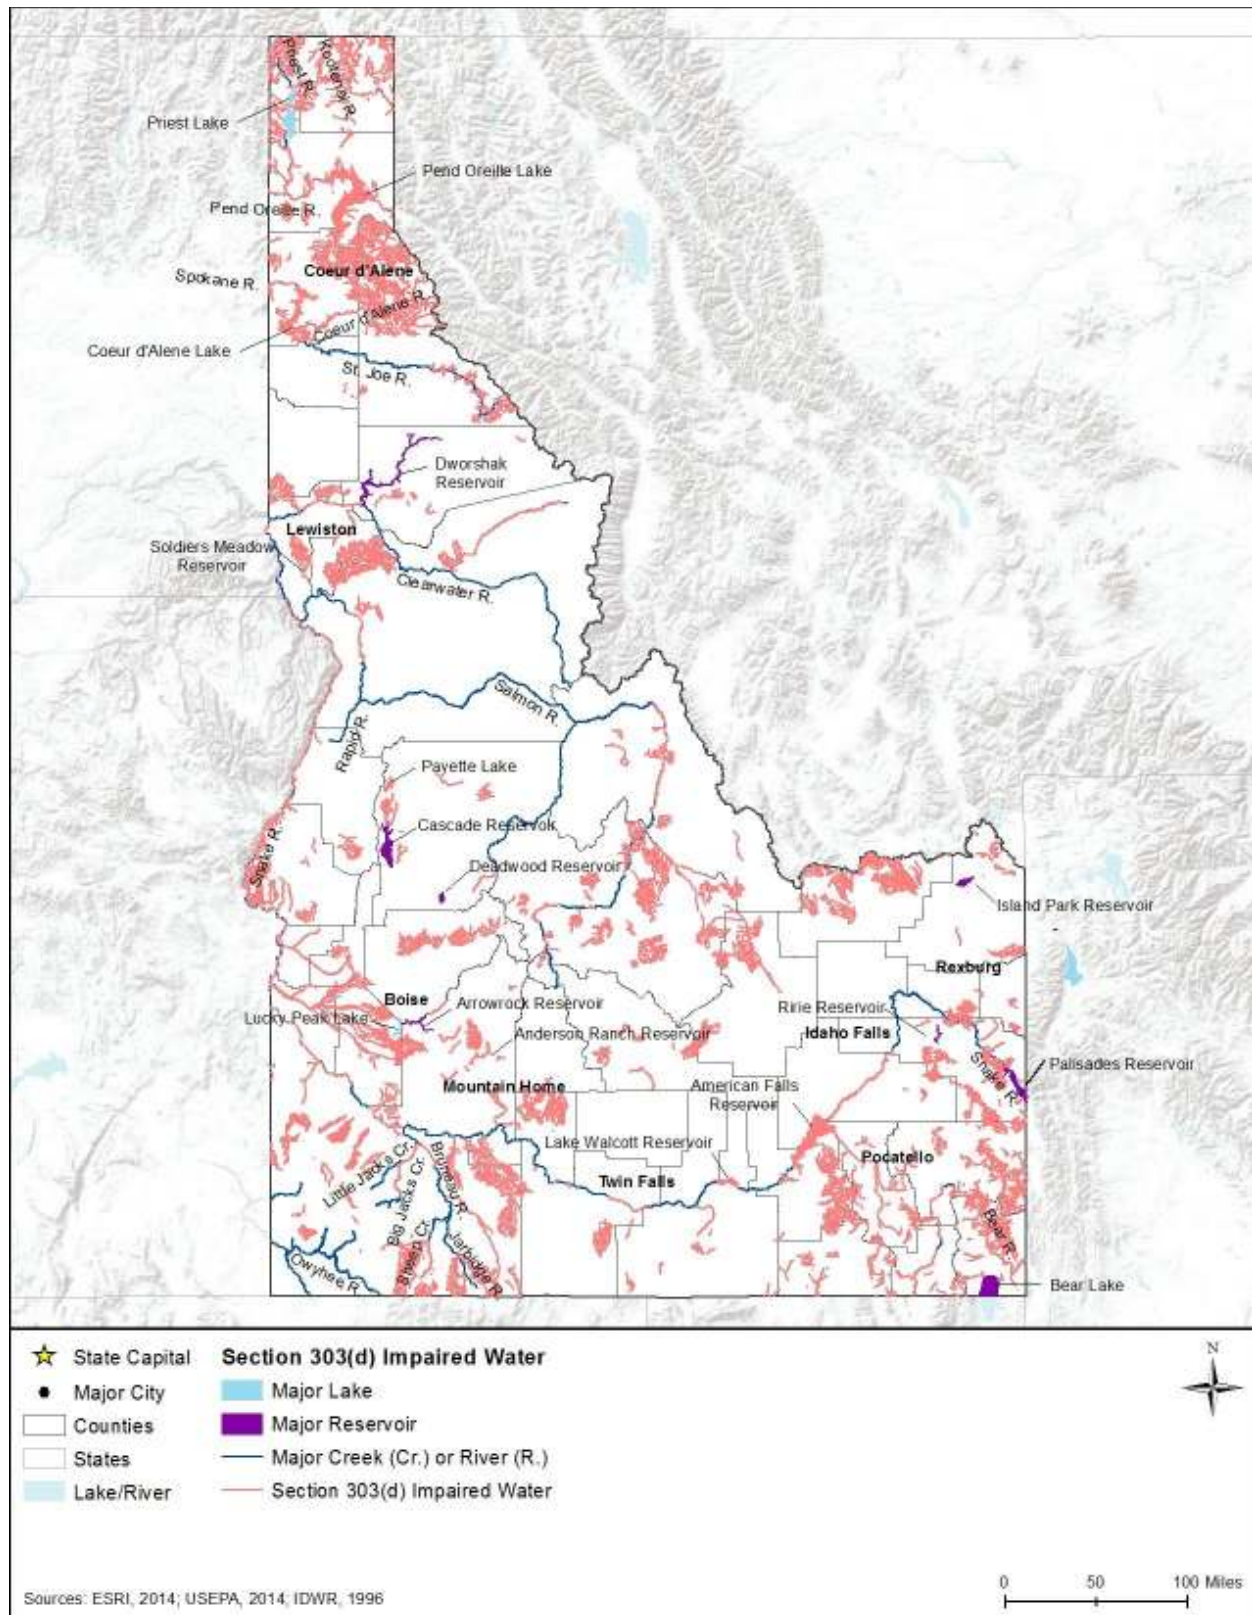 Priest R.
Kootenai R.
Priest Lake
Pend Oreille Lake
Pend Oreille R.
Coeur d'Alene
Spokane R.
Coeur d'Alene R.
Coeur d'Alene Lake
St. Joe R.
Dworshak
Reservoir
Lewiston
Soldiers Meadow
Reservoir
Clearwater R.
Salmon R.
Rapid R.
Payette Lake
Cascade Reservoir
Snake R.
Deadwood Reservoir
Island Park Reservoir
Rexburg
Boise
Arrowrock Reservoir
Ririe Reservoir
Lucky Peak Lake
Anderson Ranch Reservoir
Idaho Falls
Snake R.
Palisades Reservoir
Mountain Home
American Falls
Reservoir
Lake Walcott Reservoir
Pocatello
Little Jacks Cr.
Big Jacks Cr.
Bruneau R.
Twin Falls
Sheep Cr.
Jarbidge R.
Owyhee R.
Bear R.
Bear Lake
State Capital
Major City
Counties
States
Lake/River
Section 303(d) Impaired Water
Major Lake
Major Reservoir
Major Creek (Cr.) or River (R.)
Section 303(d) Impaired Water
N
0 50 100 Miles
Sources: ESRI, 2014; USEPA, 2014; IDWR, 1996